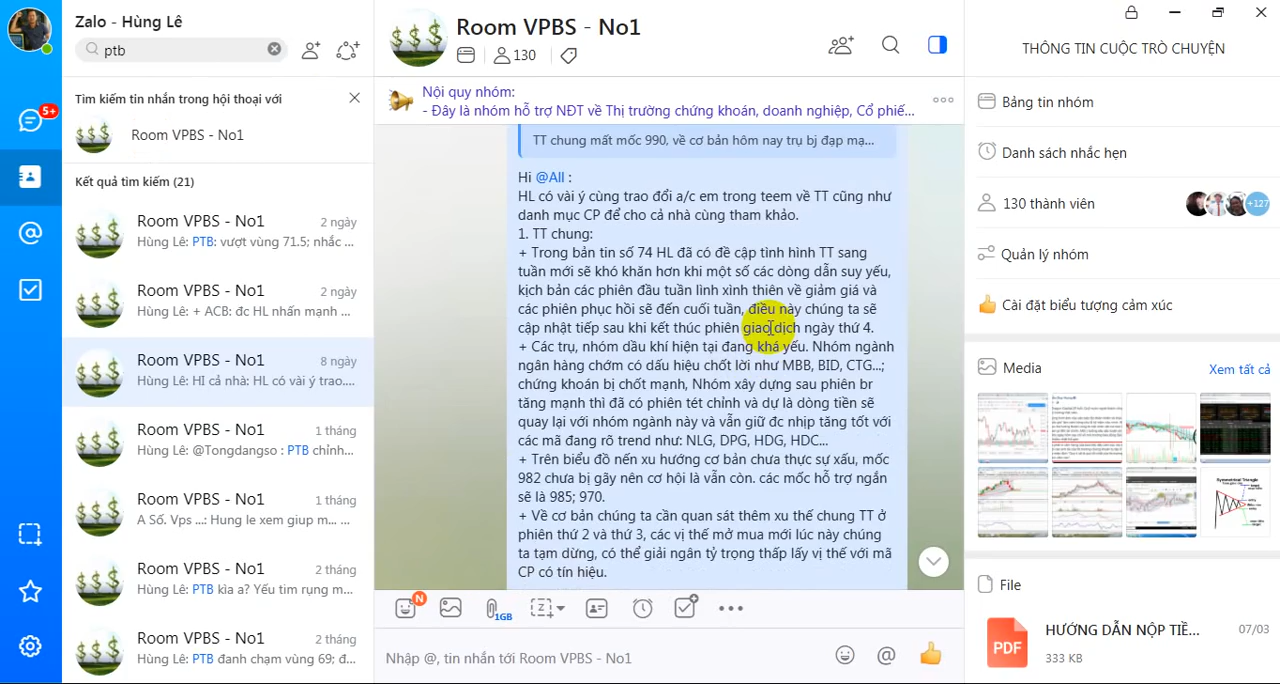 Zalo - Hùng Lê
ptb
Tìm kiếm tin nhắn trong hội thoại với
Room VPBS - No1
Kết quả tìm kiếm (21)
Room VPBS - No1 2 ngày
Hùng Lê: PTB: vượt vùng 71.5; nhắc ...
Room VPBS - No1 2 ngày
Hùng Lê: + ACB: đc HL nhấn mạnh ...
Room VPBS - No1 8 ngày
Hùng Lê: HI cả nhà: HL có vài ý trao....
Room VPBS - No1 1 tháng
Hùng Lê: @Tongdangso : PTB chỉnh...
Room VPBS - No1 1 tháng
A Số. Vps ...: Hung le xem giup m... ...
Room VPBS - No1 2 tháng
Hùng Lê: PTB kìa a? Yếu tim rụng m...
Room VPBS - No1 2 tháng
Hùng Lê: PTB đanh chạm vùng 69; đ...
5+
Room VPBS - No1
130
Nội quy nhóm:
- Đây là nhóm hỗ trợ NĐT về Thị trường chứng khoán, doanh nghiệp, Cổ phiế...
TT chung mất mốc 990, về cơ bản hôm nay trụ bị đạp mạ...
Hi @All :
HL có vài ý cùng trao đổi a/c em trong teem về TT cũng như
danh mục CP để cho cả nhà cùng tham khảo.
1. TT chung:
+ Trong bản tin số 74 HL đã có đề cập tình hình TT sang
tuần mới sẽ khó khăn hơn khi một số các dòng dẫn suy yếu,
kịch bản các phiên đầu tuần lình xình thiên về giảm giá và
các phiên phục hồi sẽ đến cuối tuần, điều này chúng ta sẽ
cập nhật tiếp sau khi kết thúc phiên giao dịch ngày thứ 4.
+ Các trụ, nhóm dầu khí hiện tại đang khá yếu. Nhóm ngành
ngân hàng chớm có dấu hiệu chốt lời như MBB, BID, CTG...;
chứng khoán bị chốt mạnh, Nhóm xây dựng sau phiên br
tăng mạnh thì đã có phiên tét chỉnh và dự là dòng tiền sẽ
quay lại với nhóm ngành này và vẫn giữ đc nhịp tăng tốt với
các mã đang rõ trend như: NLG, DPG, HDG, HDC...
+ Trên biểu đồ nến xu hướng cơ bản chưa thực sự xấu, mốc
982 chưa bị gãy nên cơ hội là vẫn còn. các mốc hỗ trợ ngắn
sẽ là 985; 970.
+ Về cơ bản chúng ta cần quan sát thêm xu thế chung TT ở
phiên thứ 2 và thứ 3, các vị thế mở mua mới lúc này chúng
ta tạm dừng, có thể giải ngân tỷ trọng thấp lấy vị thế với mã
CP có tín hiệu.
N
1GB
Nhập @, tin nhắn tới Room VPBS - No1
THÔNG TIN CUỘC TRÒ CHUYỆN
Bảng tin nhóm
Danh sách nhắc hẹn
130 thành viên
+127
Quản lý nhóm
Cài đặt biểu tượng cảm xúc
Media
Xem tất cả
Symmetrical
Triangle
File
PDF
HƯỚNG DẪN NỘP TIỀ...
07/03
333 KB